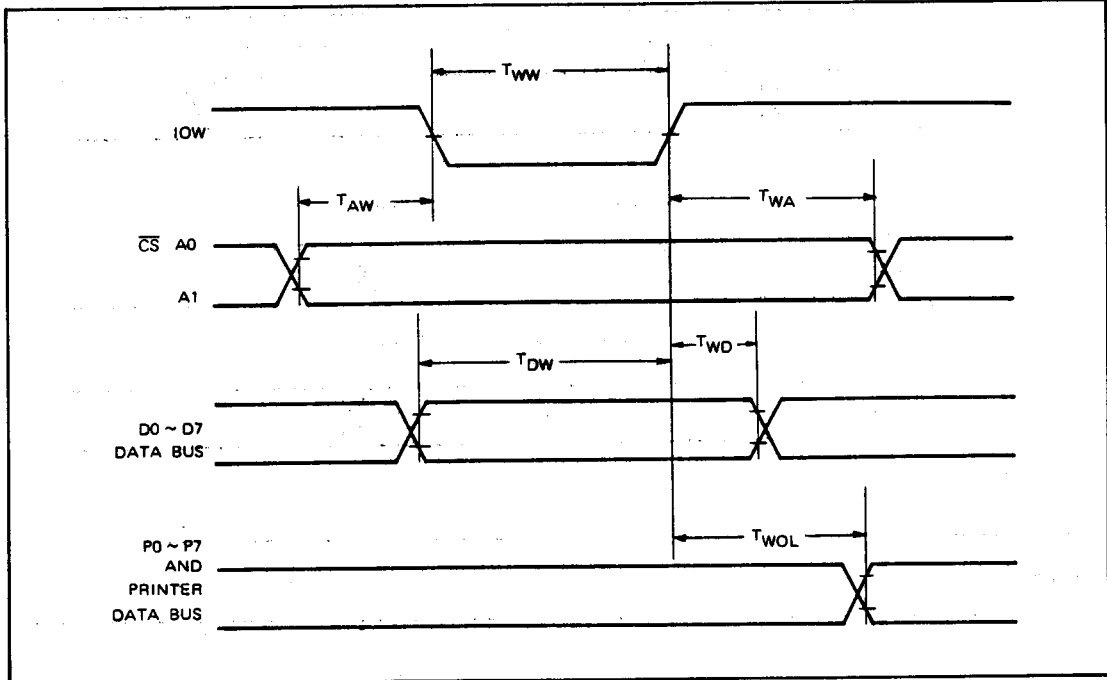 TWW
IOW
TAW
TWA
CS A0
A1
TDW
TWD
D0 ~ D7
DATA BUS
TWOL
P0 ~ P7
AND
PRINTER
DATA BUS